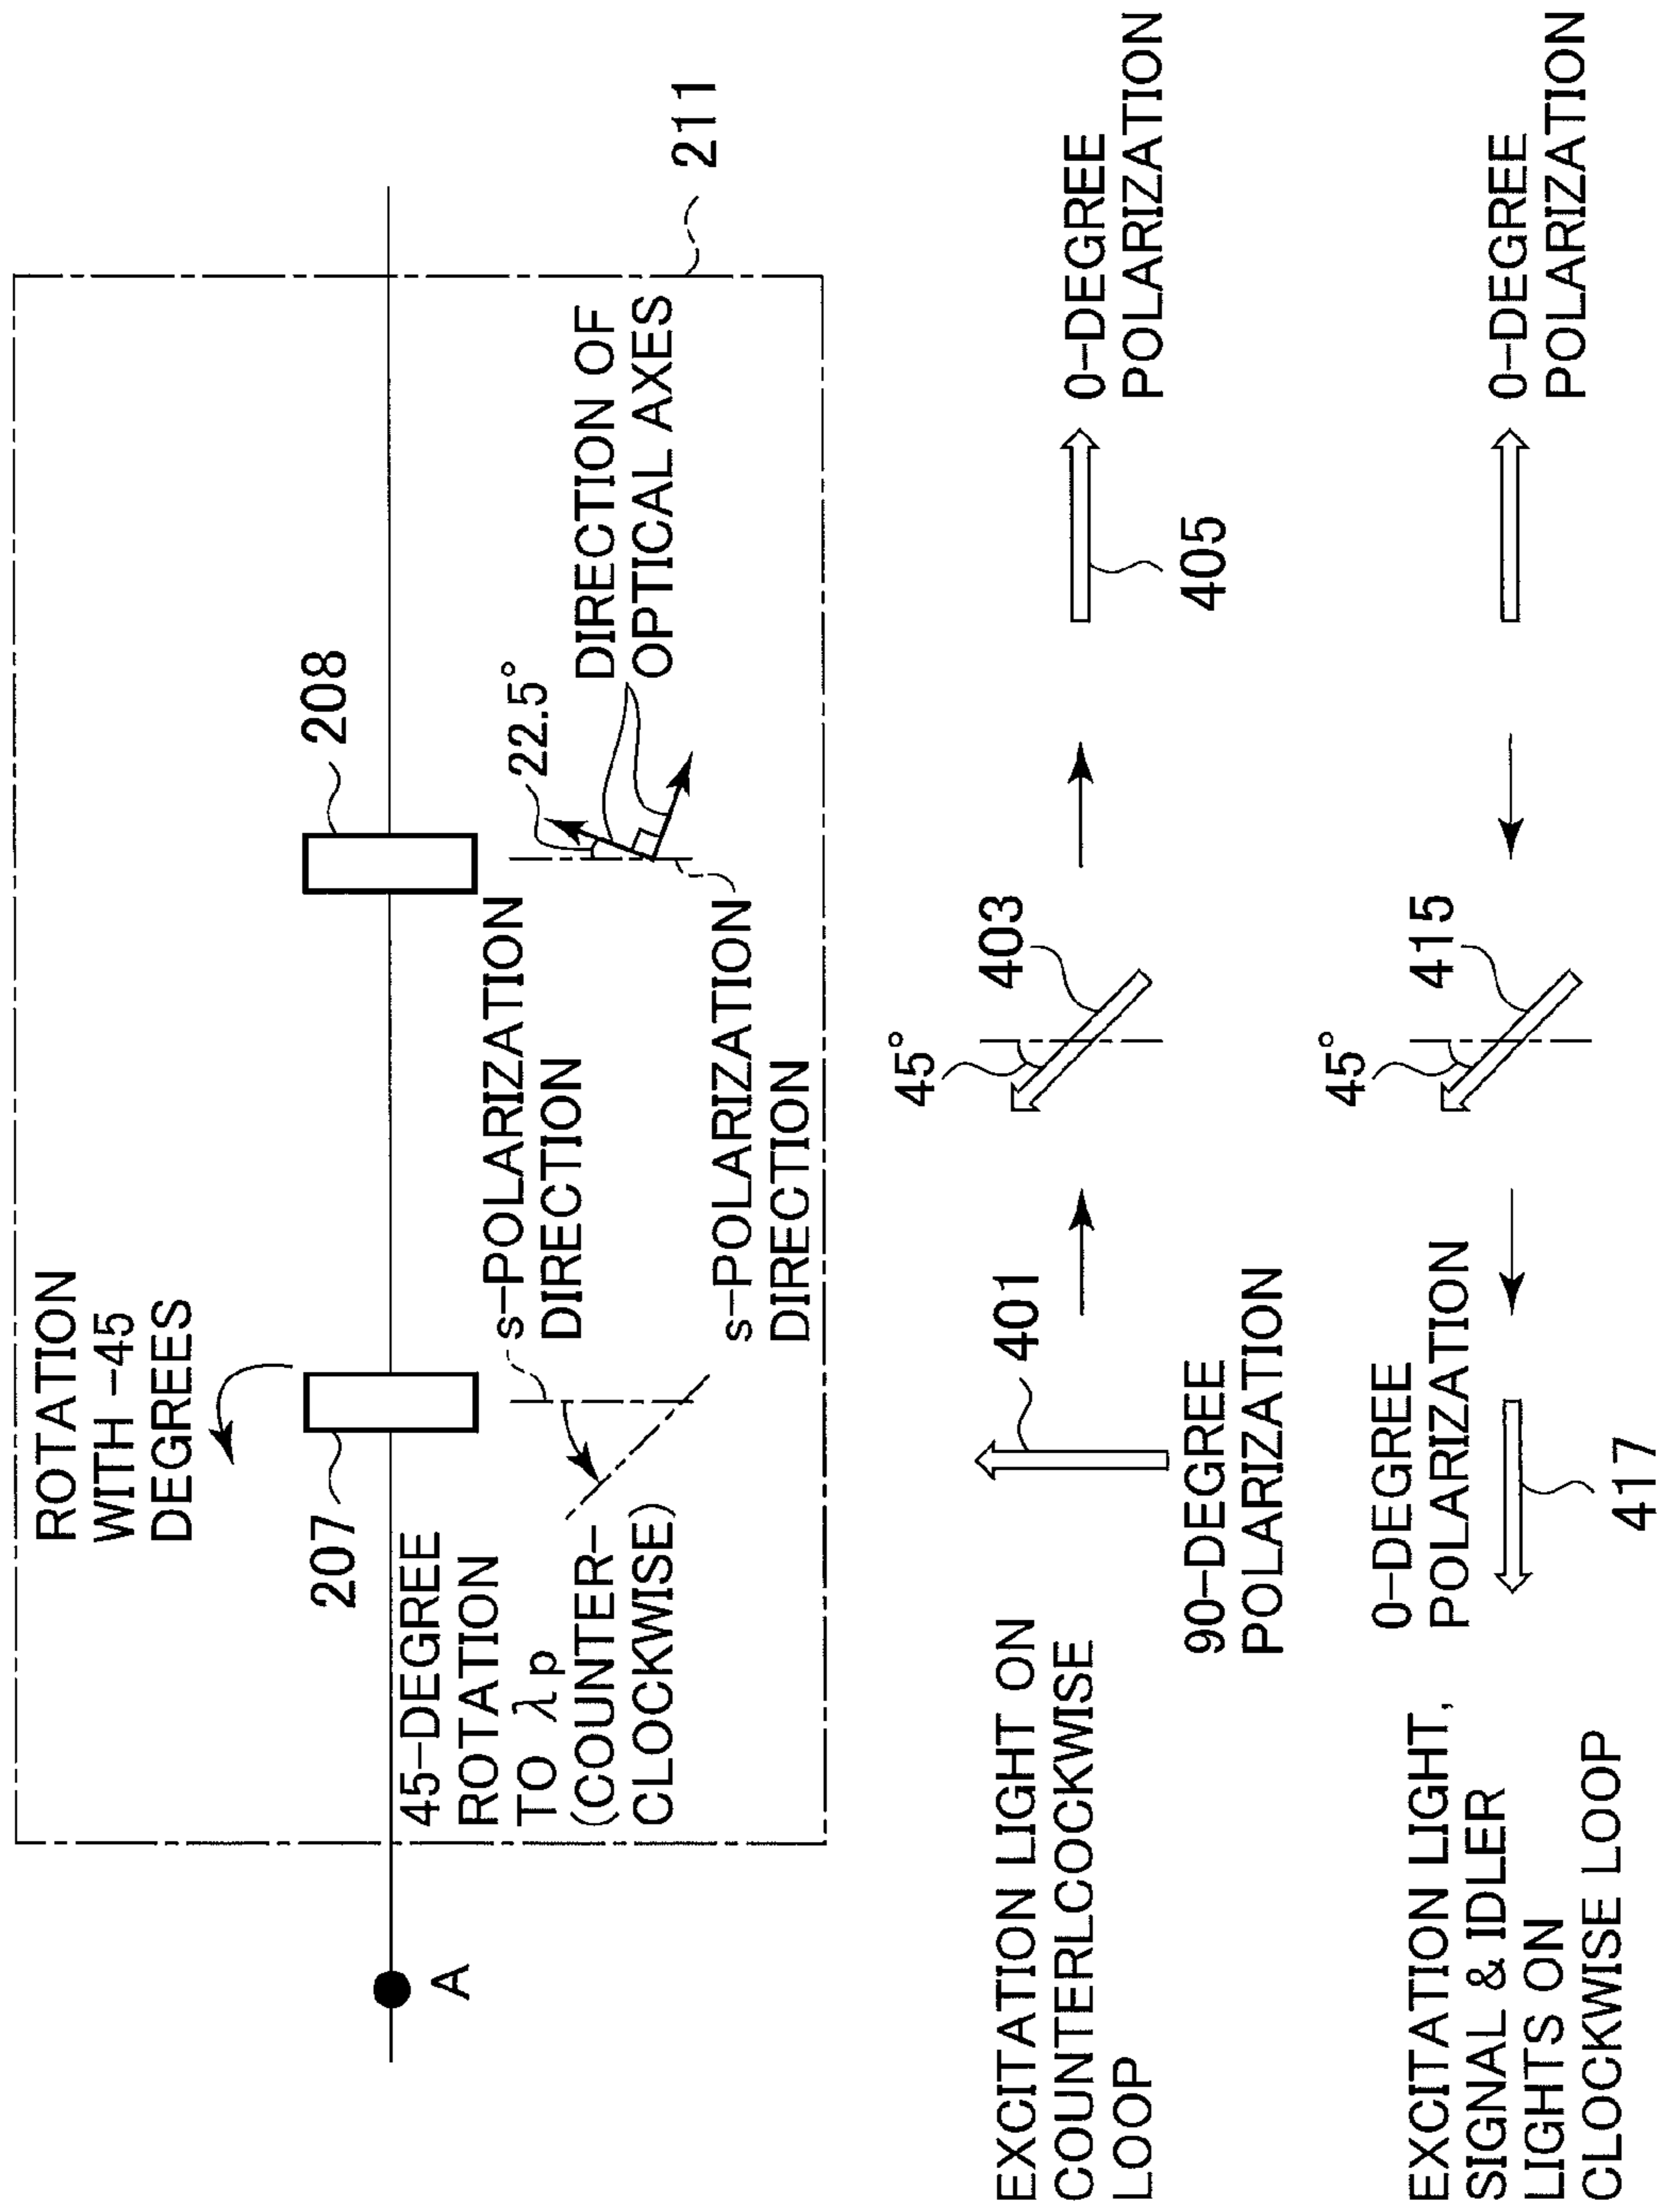 ROTATION
WITH -45
DEGREES
207
208
211
A
45-DEGREE
ROTATION
TO λp
(COUNTER-
CLOCKWISE)
s-POLARIZATION
DIRECTION
s-POLARIZATION
DIRECTION
22.5°
DIRECTION OF
OPTICAL AXES
EXCITATION LIGHT ON
COUNTERLCOCKWISE
LOOP
401
90-DEGREE
POLARIZATION
45°
403
405
0-DEGREE
POLARIZATION
EXCITATION LIGHT,
SIGNAL & IDLER
LIGHTS ON
CLOCKWISE LOOP
0-DEGREE
POLARIZATION
417
45°
415
0-DEGREE
POLARIZATION